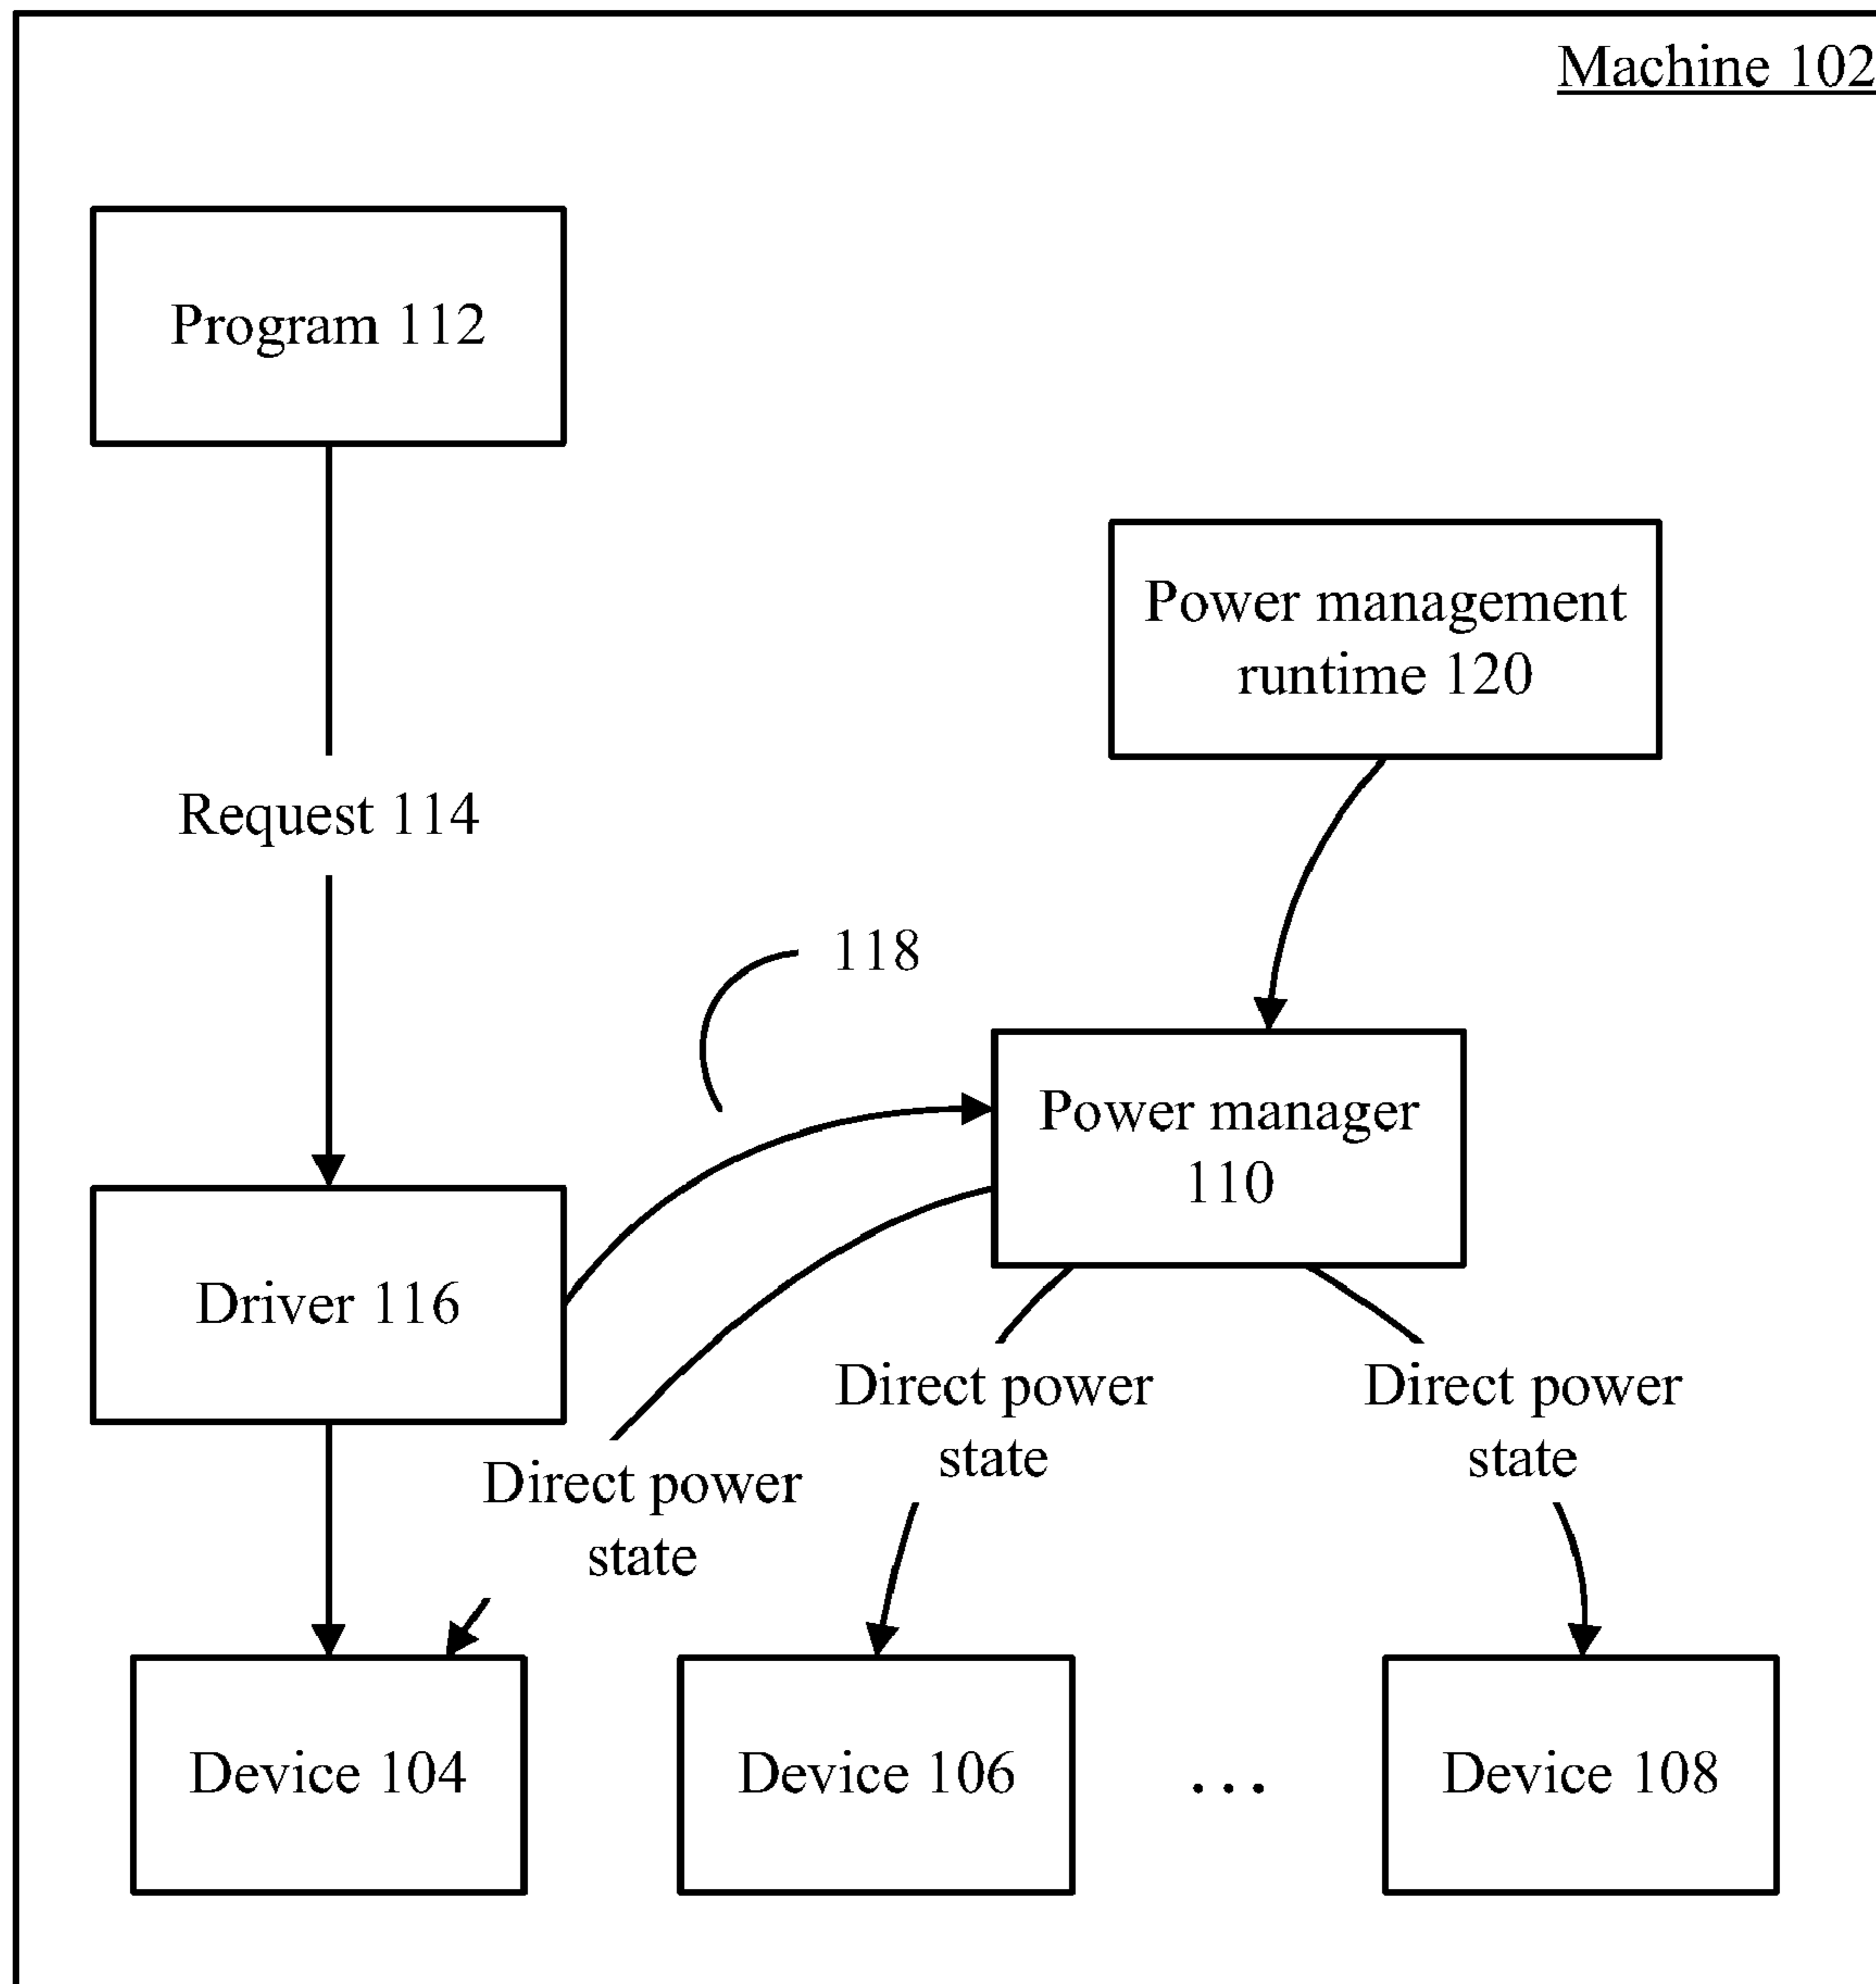 Machine 102
Program 112
Power management
runtime 120
Request 114
118
Power manager
110
Driver 116
Direct power
state
Direct power
state
Direct power
state
Device 104
Device 106
...
Device 108